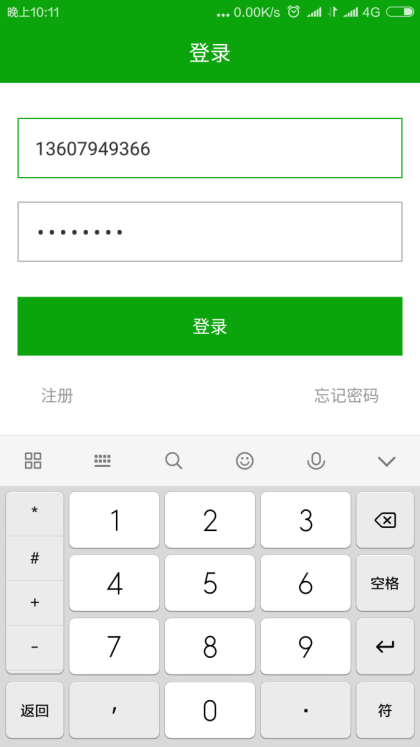 晚上10:11 ... 0.00K/s 4G
登录
13607949366
••••••••
登录
注册 忘记密码
* 1 2 3
# 4 5 6 空格
+
- 7 8 9
返回 , 0 . 符